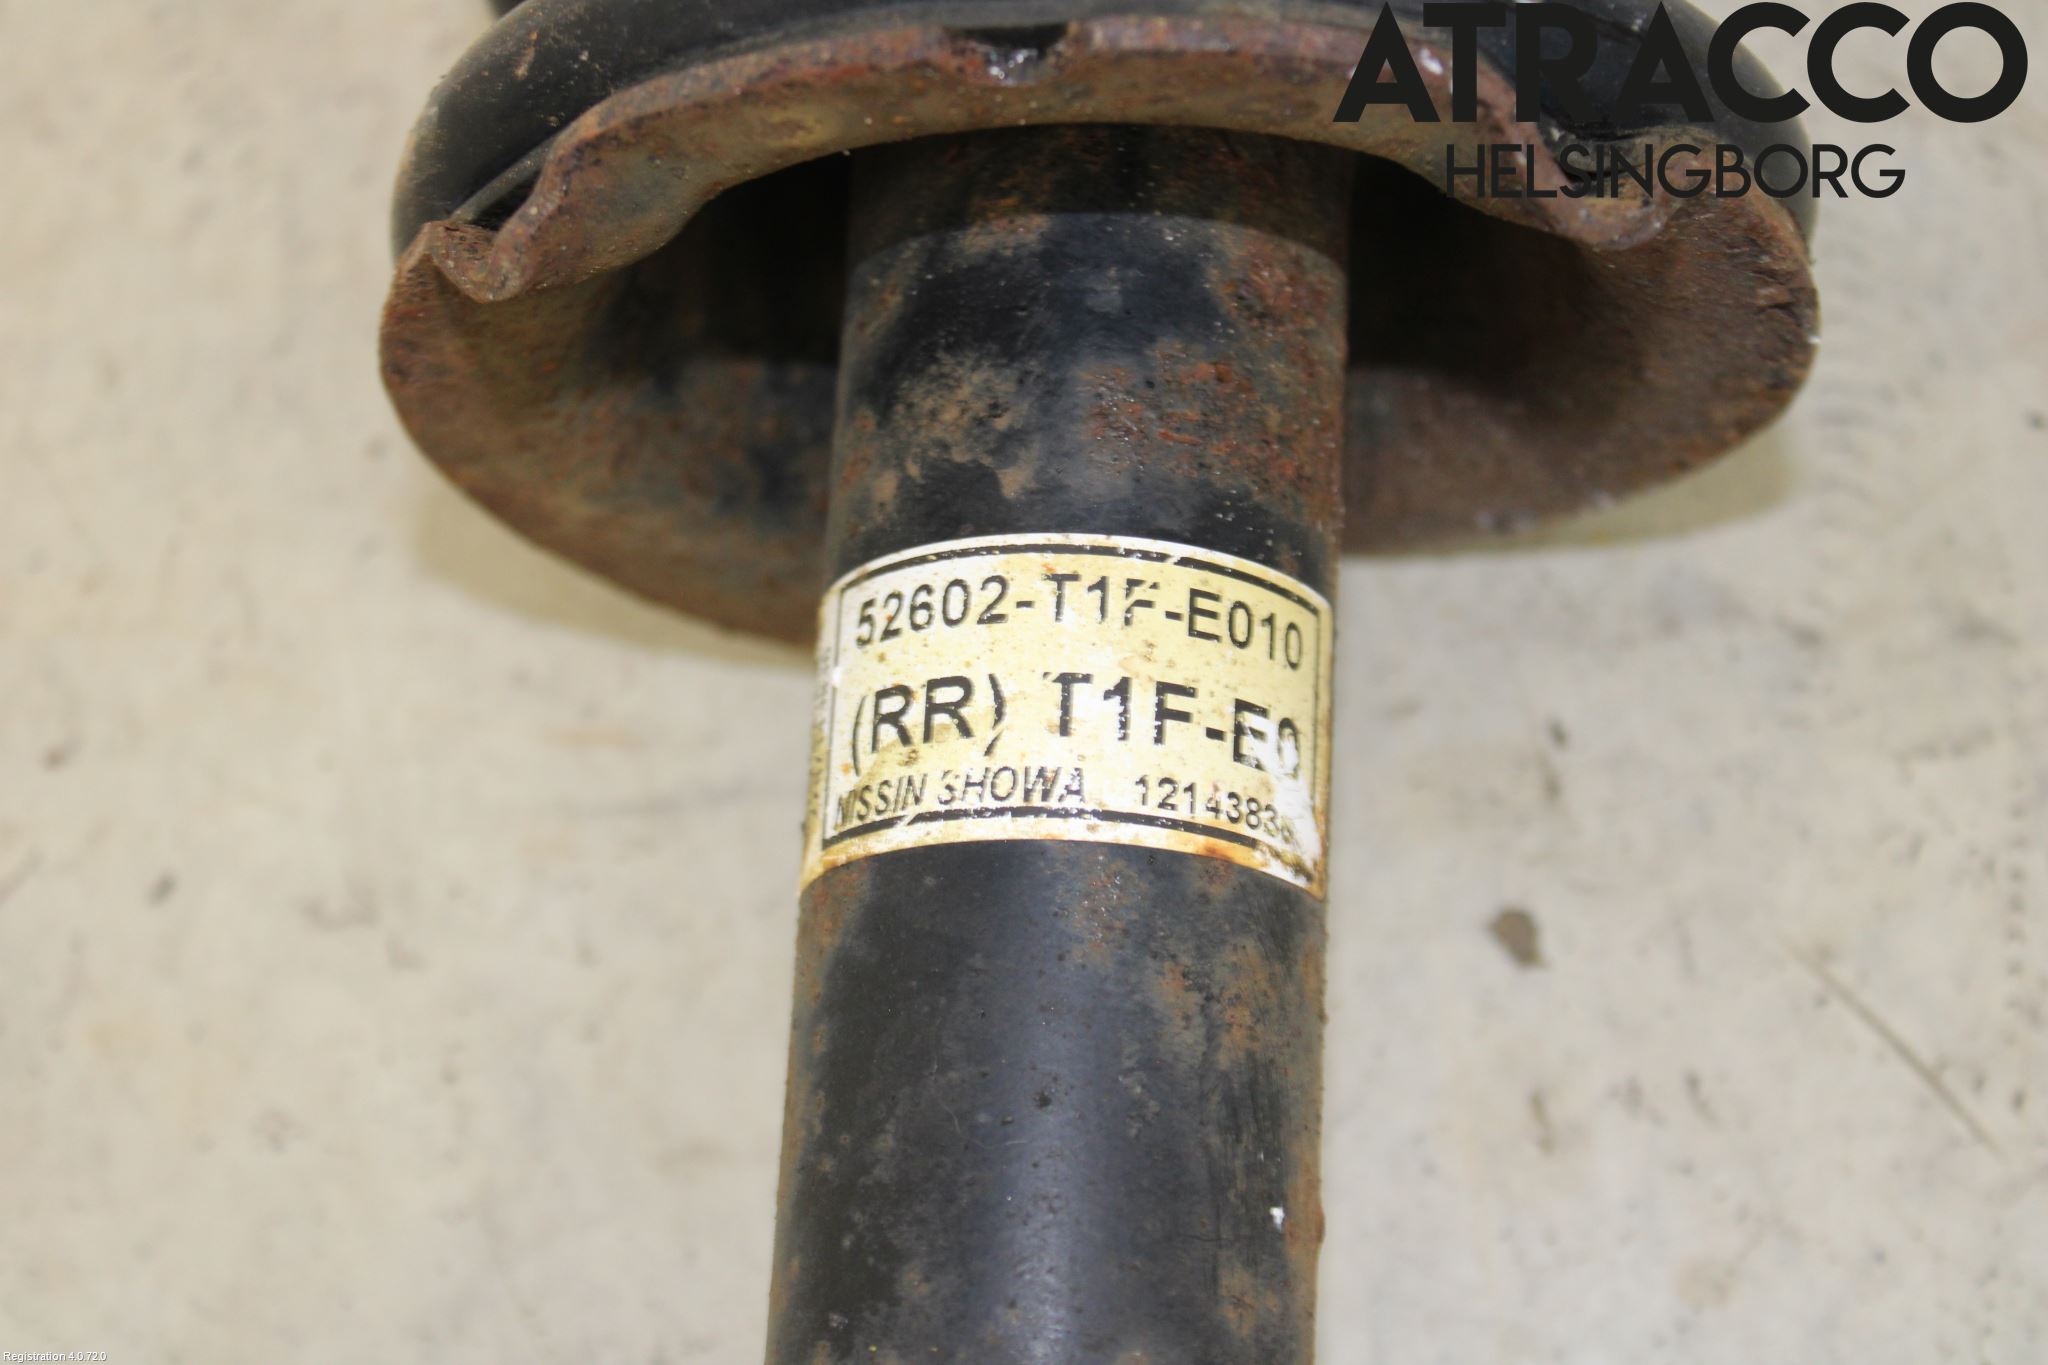 ATRACCO
HELSINGBORG
52602-T1F-E010
(RR) T1F-E0
NISSIN SHOWA
Registration 4.0.72.0